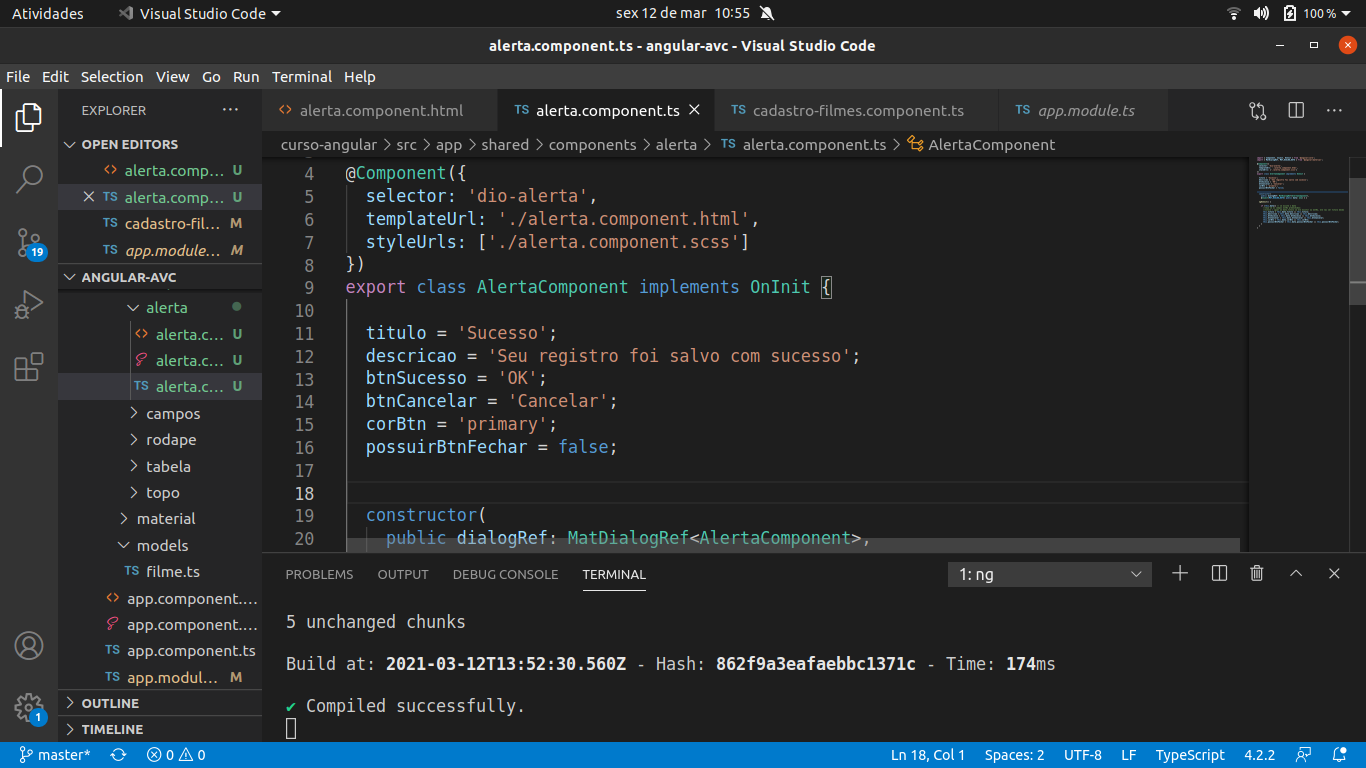 Atividades
Visual Studio Code
sex 12 de mar 10:55
100 %
alerta.component.ts - angular-avc - Visual Studio Code
File Edit Selection View Go Run Terminal Help
EXPLORER
OPEN EDITORS
alerta.comp... U
TS alerta.comp... U
TS cadastro-fil... M
TS app.module... M
ANGULAR-AVC
alerta
alerta.c... U
alerta.c... U
TS alerta.c... U
campos
rodape
tabela
topo
material
models
TS filme.ts
app.component....
app.component....
TS app.component.ts
TS app.modul... M
OUTLINE
TIMELINE
19
1
alerta.component.html
TS alerta.component.ts
TS cadastro-filmes.component.ts
TS app.module.ts
curso-angular > src > app > shared > components > alerta > TS alerta.component.ts > AlertaComponent
4 @Component({
5 selector: 'dio-alerta',
6 templateUrl: './alerta.component.html',
7 styleUrls: ['./alerta.component.scss']
8 })
9 export class AlertaComponent implements OnInit {
10
11 titulo = 'Sucesso';
12 descricao = 'Seu registro foi salvo com sucesso';
13 btnSucesso = 'OK';
14 btnCancelar = 'Cancelar';
15 corBtn = 'primary';
16 possuirBtnFechar = false;
17
18
19 constructor(
20 public dialogRef: MatDialogRef<AlertaComponent>,
PROBLEMS OUTPUT DEBUG CONSOLE TERMINAL
1: ng
5 unchanged chunks
Build at: 2021-03-12T13:52:30.560Z - Hash: 862f9a3eafaebbc1371c - Time: 174ms
✔ Compiled successfully.
master* 0 0
Ln 18, Col 1 Spaces: 2 UTF-8 LF TypeScript 4.2.2